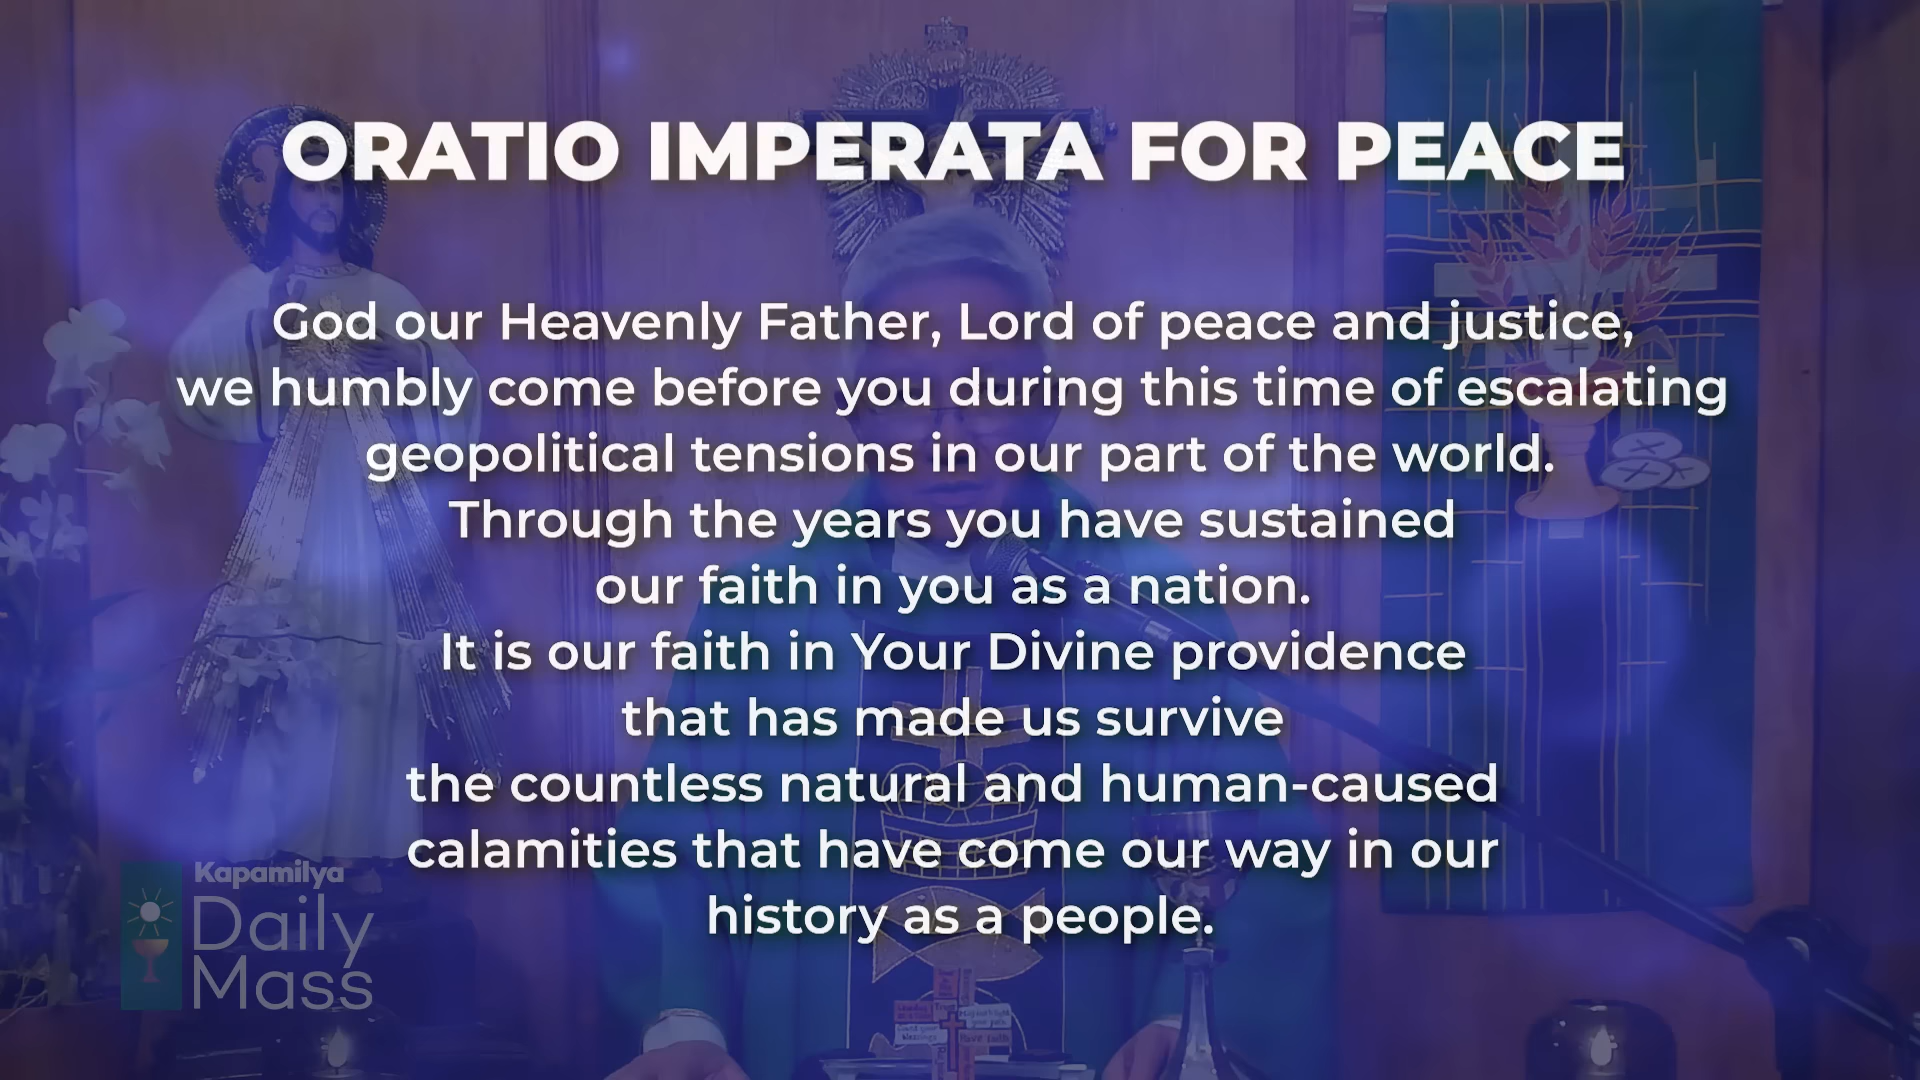 ORATIO IMPERATA FOR PEACE
God our Heavenly Father, Lord of peace and justice,
we humbly come before you during this time of escalating
geopolitical tensions in our part of the world.
Through the years you have sustained
our faith in you as a nation.
It is our faith in Your Divine providence
that has made us survive
the countless natural and human-caused
calamities that have come our way in our
history as a people.
Kapamilya
Daily
Mass